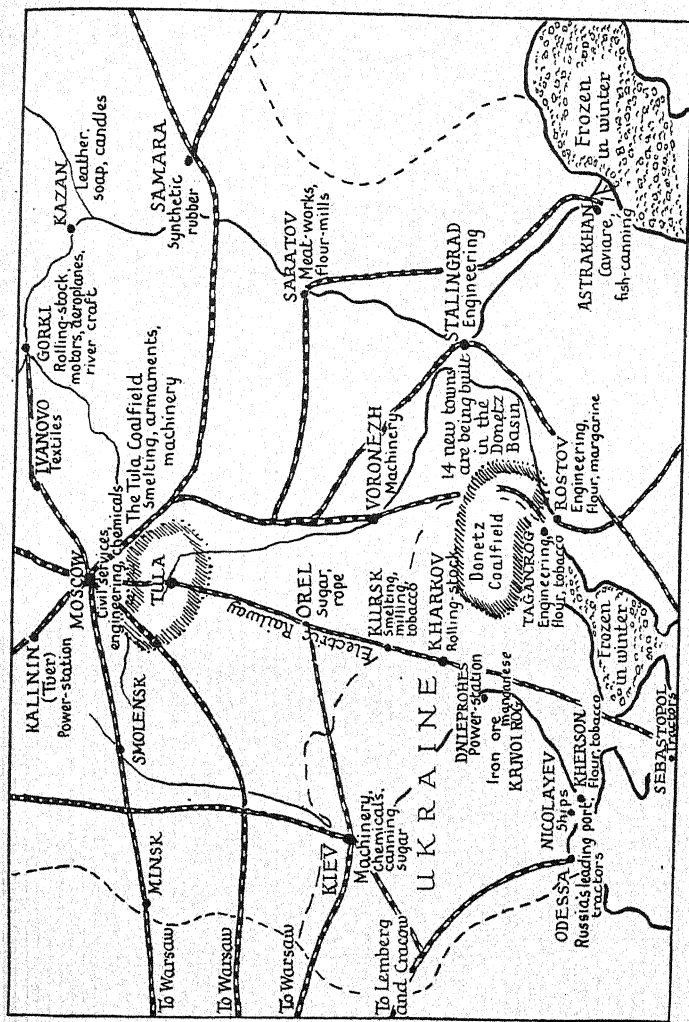 KALININ
(Tver)
Power-station
IVANOVO
Textiles
GORKI
Rolling-stock,
motors, aeroplanes,
river craft
KAZAN
Leather,
soap, candles
MOSCOW
Civil services,
engineering, chemicals
The Tula Coalfield
Smelting, armaments,
machinery
SAMARA
Synthetic
rubber
MINSK
SMOLENSK
TULA
To Warsaw
To Warsaw
To Warsaw
Electric Railway
OREL
Sugar,
rope
SARATOV
Meat-works,
flour-mills
KIEV
Machinery,
chemicals,
canning
sugar
KURSK
Smelting,
milling,
tobacco
VORONEZH
Machinery
To Lemberg
and Cracow
UKRAINE
KHARKOV
Rolling-stock
14 new towns
are being built
in the
Donetz
Basin
STALINGRAD
Engineering
DNIEPROHES
Power-station
Iron ore
manganese
KRIVOI ROG
Donetz
Coalfield
NICOLAYEV
Ships
KHERSON
flour, tobacco
TAGANROG
Engineering,
flour, tobacco
ROSTOV
Engineering,
flour, margarine
ASTRAKHAN
Caviare,
fish-canning
ODESSA
Russia's leading port,
tractors
Frozen
in winter
Frozen
in winter
SEBASTOPOL
Tractors